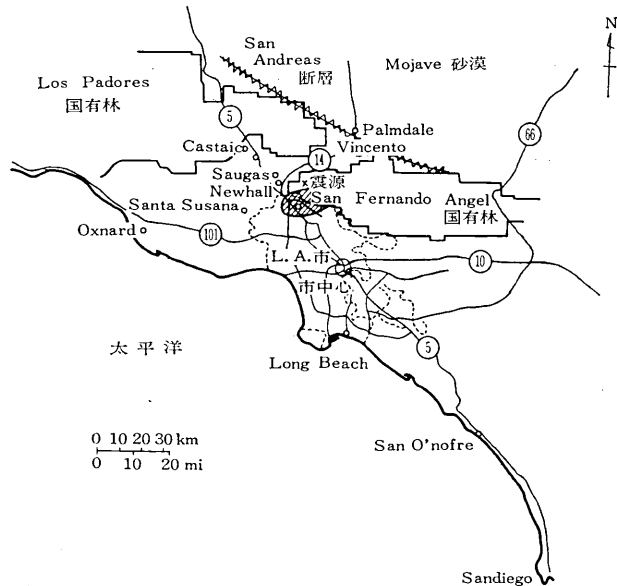 San
Andreas
断層
Mojave 砂漠
N
Los Padores
国有林
5
66
Palmdale
Vincento
Castaic
14
Saugas
Newhall
×震源
San Fernando
Angel
国有林
Santa Susana
Oxnard
101
L. A.市
10
市中心
太平洋
5
Long Beach
0 10 20 30 km
0 10 20 mi
San O'nofre
Sandiego